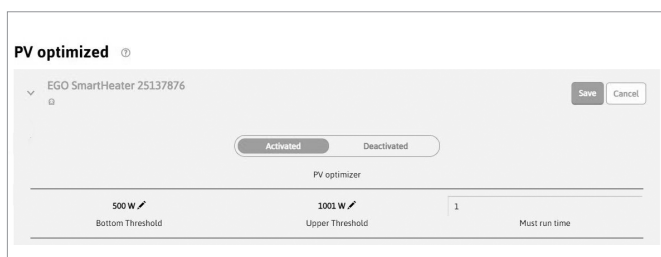 PV optimized ?
EGO SmartHeater 25137876
Save Cancel
Activated Deactivated
PV optimizer
500 W 1001 W 1
Bottom Threshold Upper Threshold Must run time